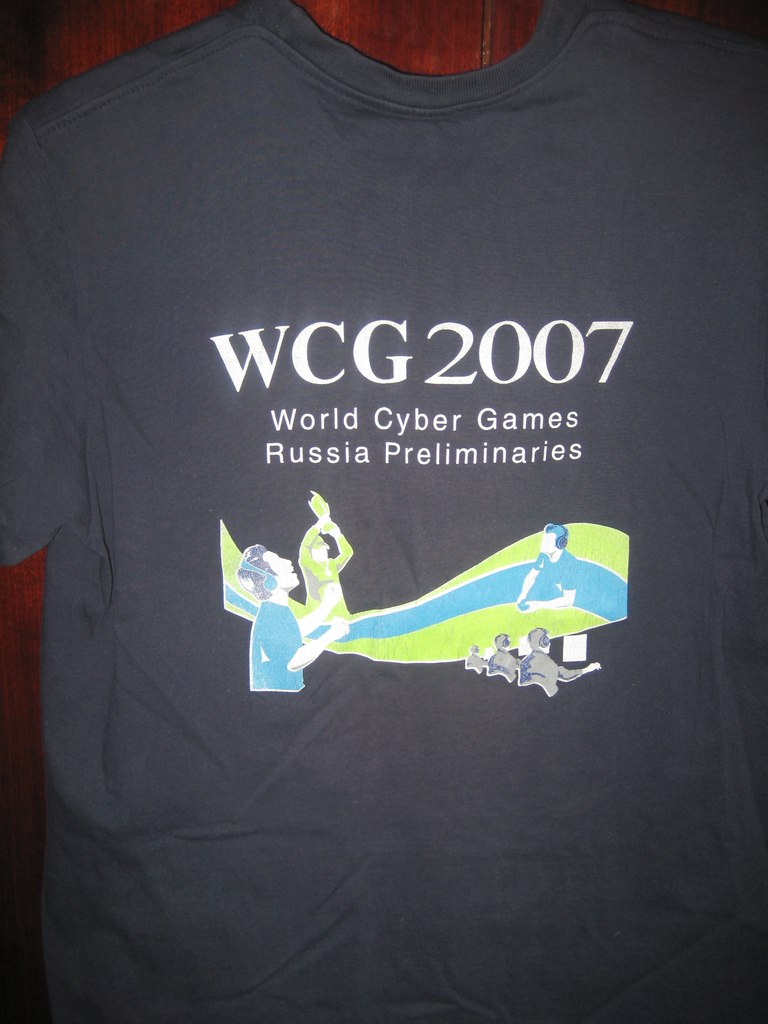 WCG 2007
World Cyber Games
Russia Preliminaries